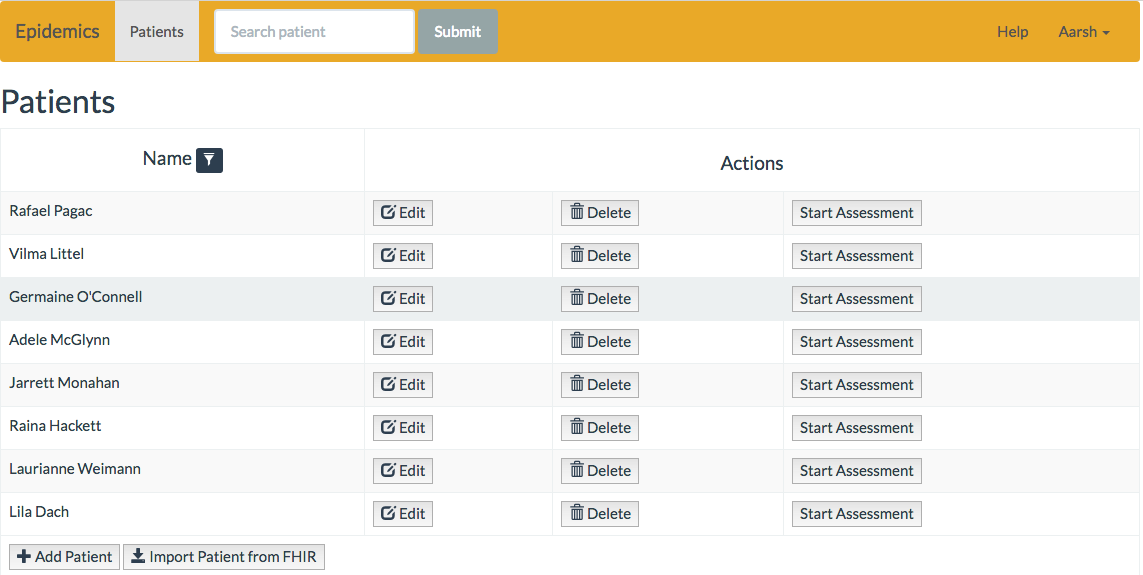 Epidemics Patients Search patient Submit Help Aarsh
Patients
Name Actions
Rafael Pagac Edit Delete Start Assessment
Vilma Littel Edit Delete Start Assessment
Germaine O'Connell Edit Delete Start Assessment
Adele McGlynn Edit Delete Start Assessment
Jarrett Monahan Edit Delete Start Assessment
Raina Hackett Edit Delete Start Assessment
Laurianne Weimann Edit Delete Start Assessment
Lila Dach Edit Delete Start Assessment
Add Patient Import Patient from FHIR